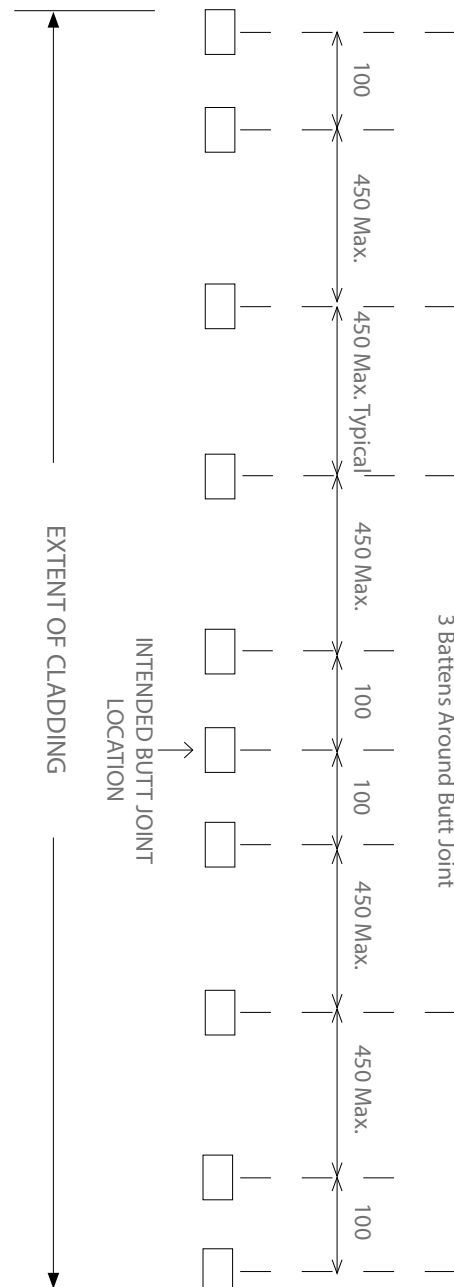 3 Battens Around Butt Joint
100
450 Max.
450 Max. Typical
450 Max.
100
100
450 Max.
450 Max.
100
INTENDED BUTT JOINT
LOCATION
EXTENT OF CLADDING